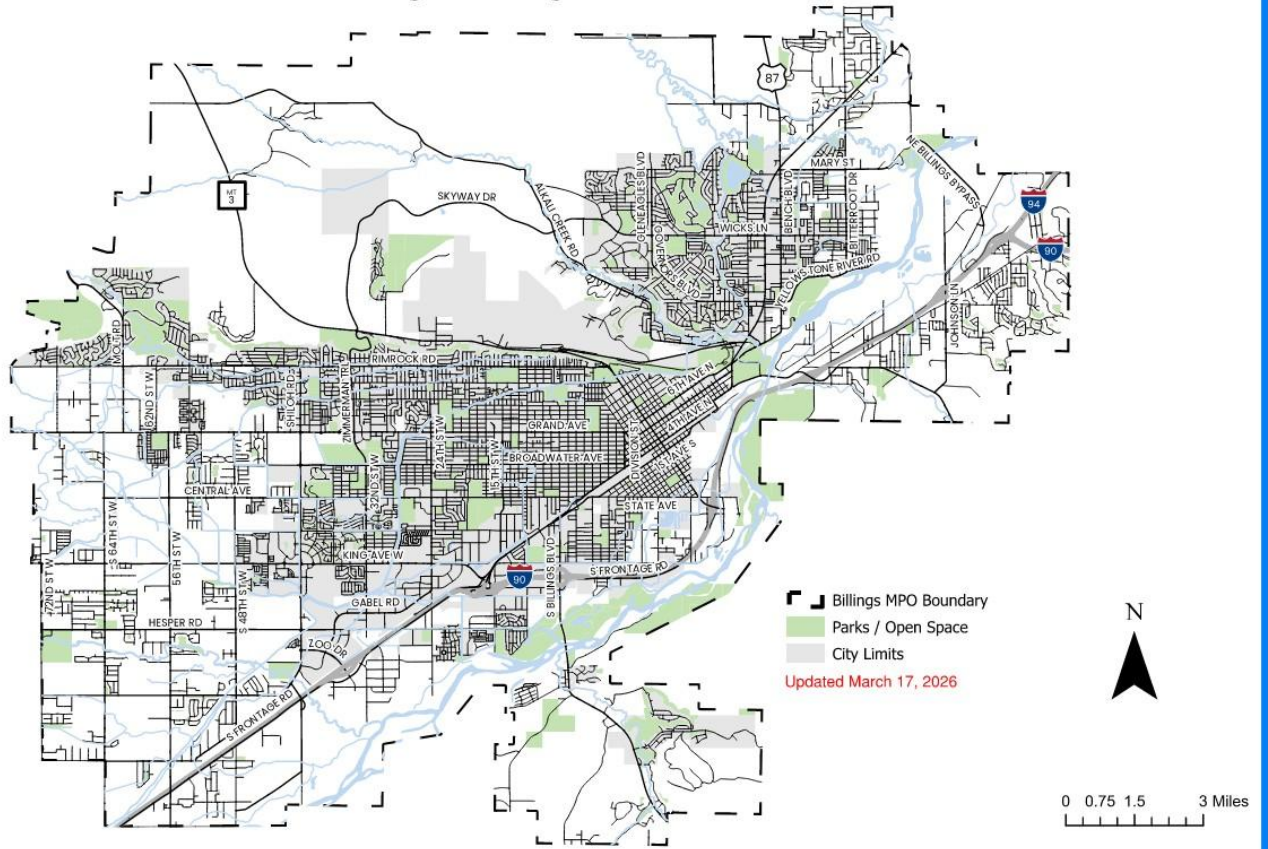 87
NE BILLINGS BYPASS
MARY ST
94
MT
3
SKYWAY DR
ALKALI CREEK RD
GLENEAGLES BLVD
GOVERNORS BLVD
WICKS LN
BENCH BLVD
BITTERROOT DR
90
YELLOWSTONE RIVER RD
JOHNSON LN
MOLT RD
62ND ST W
SHILOH RD
ZIMMERMAN TRL
RIMROCK RD
6TH AVE N
4TH AVE N
1ST AVE S
GRAND AVE
BROADWATER AVE
DIVISION ST
24TH ST W
15TH ST W
32ND ST W
CENTRAL AVE
STATE AVE
KING AVE W
S 64TH ST W
56TH ST W
72ND ST W
S 48TH ST W
90
S BILLINGS BLVD
S FRONTAGE RD
GABEL RD
HESPER RD
ZOO DR
S FRONTAGE RD
Billings MPO Boundary
Parks / Open Space
City Limits
Updated March 17, 2026
N
0 0.75 1.5 3 Miles